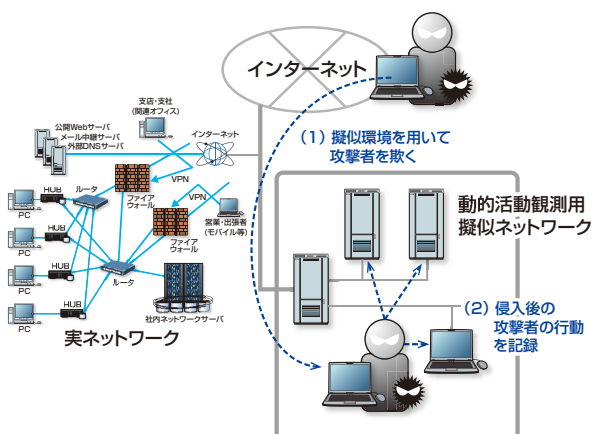 インターネット
支店・支社
(関連オフィス)
公開Webサーバ
メール中継サーバ
外部DNSサーバ
インターネット
(1) 擬似環境を用いて
攻撃者を欺く
VPN
HUB
ルータ
PC
ファイア
ウォール
VPN
動的活動観測用
擬似ネットワーク
HUB
PC
ファイア
ウォール
営業・出張者
(モバイル等)
HUB
PC
ルータ
HUB
PC
社内ネットワークサーバ
実ネットワーク
(2) 侵入後の
攻撃者の行動
を記録